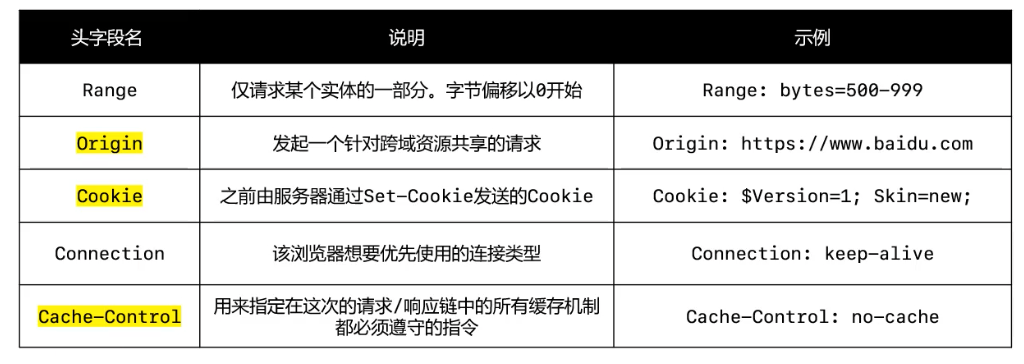 头字段名 说明 示例
Range 仅请求某个实体的一部分。字节偏移以0开始 Range: bytes=500-999
Origin 发起一个针对跨域资源共享的请求 Origin: https://www.baidu.com
Cookie 之前由服务器通过Set-Cookie发送的Cookie Cookie: $Version=1; Skin=new;
Connection 该浏览器想要优先使用的连接类型 Connection: keep-alive
Cache-Control 用来指定在这次的请求/响应链中的所有缓存机制
都必须遵守的指令 Cache-Control: no-cache